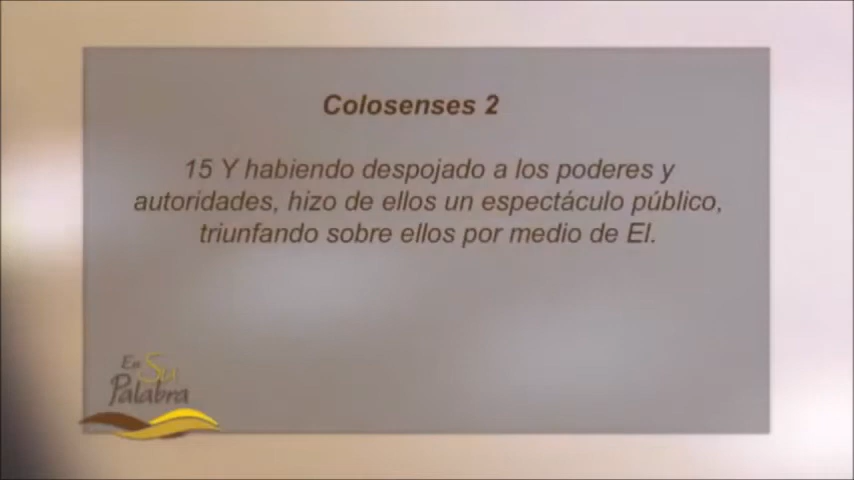 Colosenses 2
15 Y habiendo despojado a los poderes y
autoridades, hizo de ellos un espectáculo público,
triunfando sobre ellos por medio de El.
En Su
Palabra